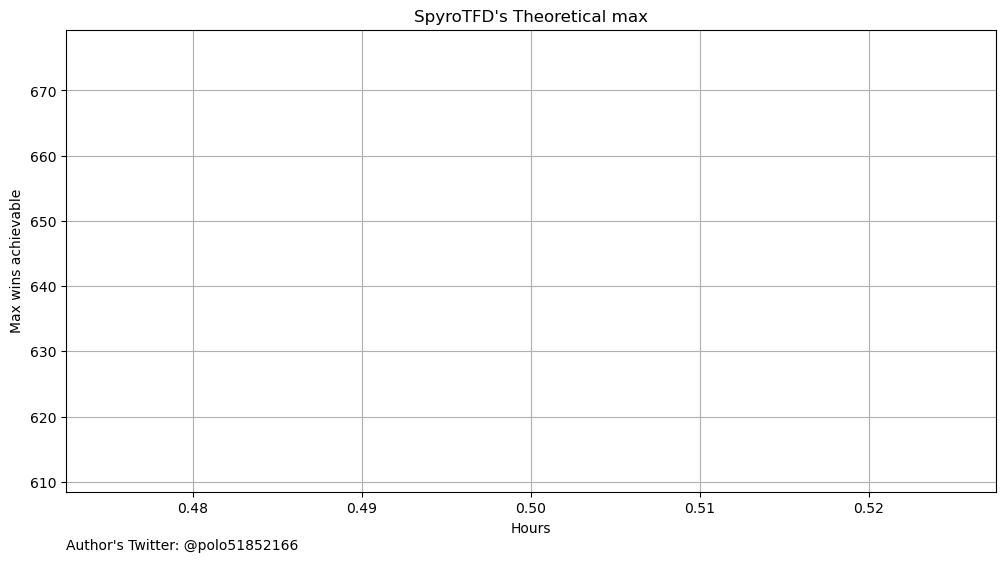 SpyroTFD's Theoretical max
Max wins achievable
670
660
650
640
630
620
610
0.48 0.49 0.50 0.51 0.52
Hours
Author's Twitter: @polo51852166